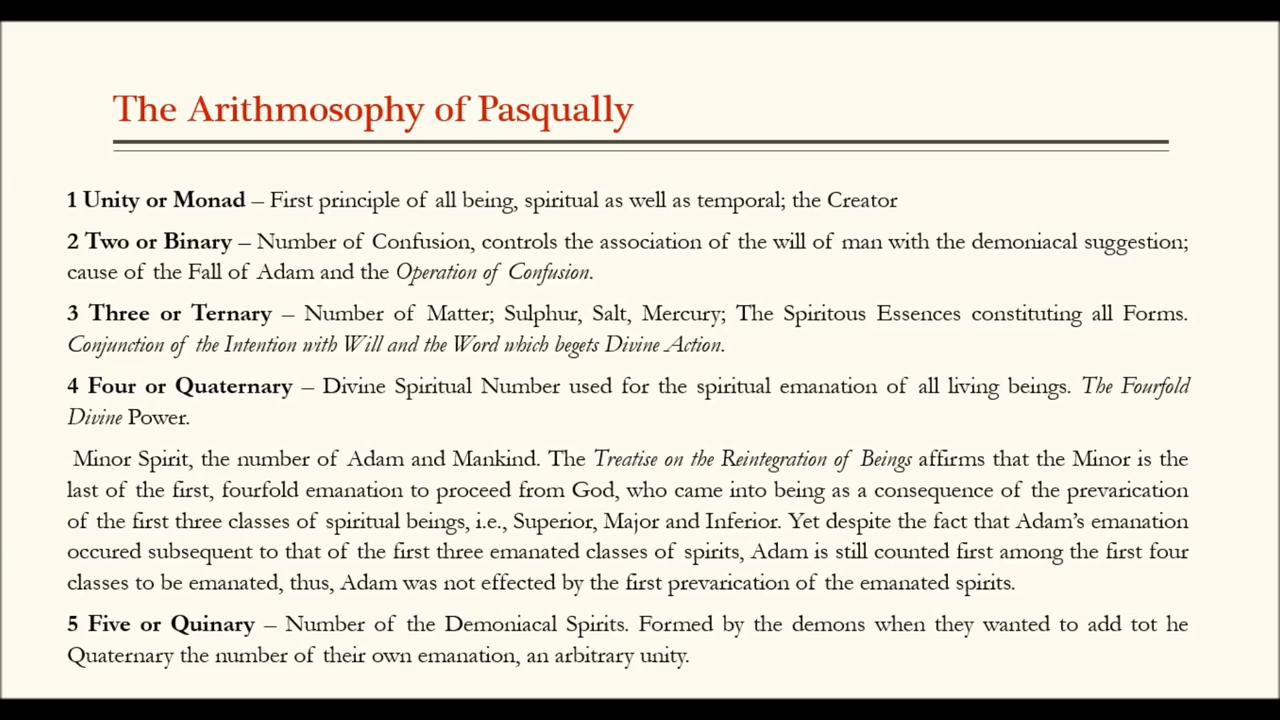 The Arithmosophy of Pasqually
1 Unity or Monad – First principle of all being, spiritual as well as temporal; the Creator
2 Two or Binary – Number of Confusion, controls the association of the will of man with the demoniacal suggestion;
cause of the Fall of Adam and the Operation of Confusion.
3 Three or Ternary – Number of Matter; Sulphur, Salt, Mercury; The Spiritous Essences constituting all Forms.
Conjunction of the Intention with Will and the Word which begets Divine Action.
4 Four or Quaternary – Divine Spiritual Number used for the spiritual emanation of all living beings. The Fourfold
Divine Power.
Minor Spirit, the number of Adam and Mankind. The Treatise on the Reintegration of Beings affirms that the Minor is the
last of the first, fourfold emanation to proceed from God, who came into being as a consequence of the prevarication
of the first three classes of spiritual beings, i.e., Superior, Major and Inferior. Yet despite the fact that Adam’s emanation
occured subsequent to that of the first three emanated classes of spirits, Adam is still counted first among the first four
classes to be emanated, thus, Adam was not effected by the first prevarication of the emanated spirits.
5 Five or Quinary – Number of the Demoniacal Spirits. Formed by the demons when they wanted to add tot he
Quaternary the number of their own emanation, an arbitrary unity.